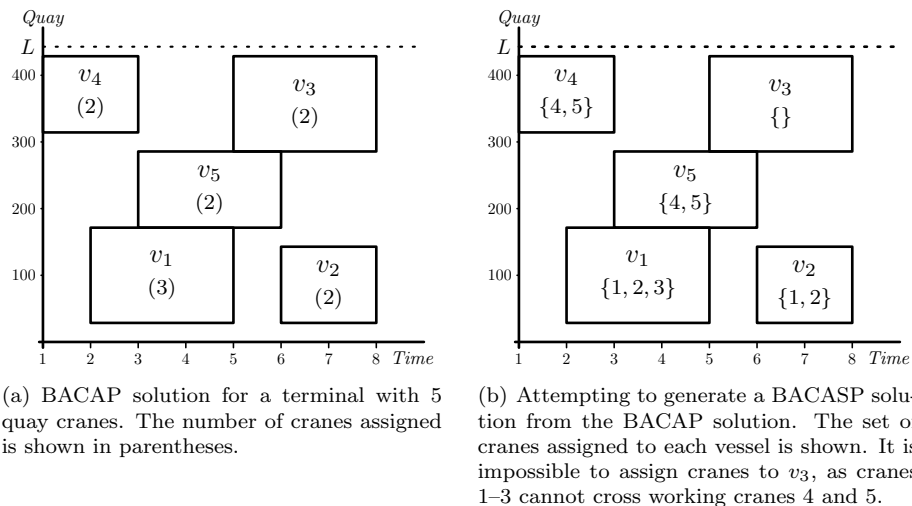 Quay
L
400
300
200
100
v4
(2)
v3
(2)
v5
(2)
v1
(3)
v2
(2)
1 2 3 4 5 6 7 8 Time
(a) BACAP solution for a terminal with 5
quay cranes. The number of cranes assigned
is shown in parentheses.
Quay
L
400
300
200
100
v4
{4, 5}
v3
{}
v5
{4, 5}
v1
{1, 2, 3}
v2
{1, 2}
1 2 3 4 5 6 7 8 Time
(b) Attempting to generate a BACASP solu-
tion from the BACAP solution. The set of
cranes assigned to each vessel is shown. It is
impossible to assign cranes to v3, as cranes
1–3 cannot cross working cranes 4 and 5.